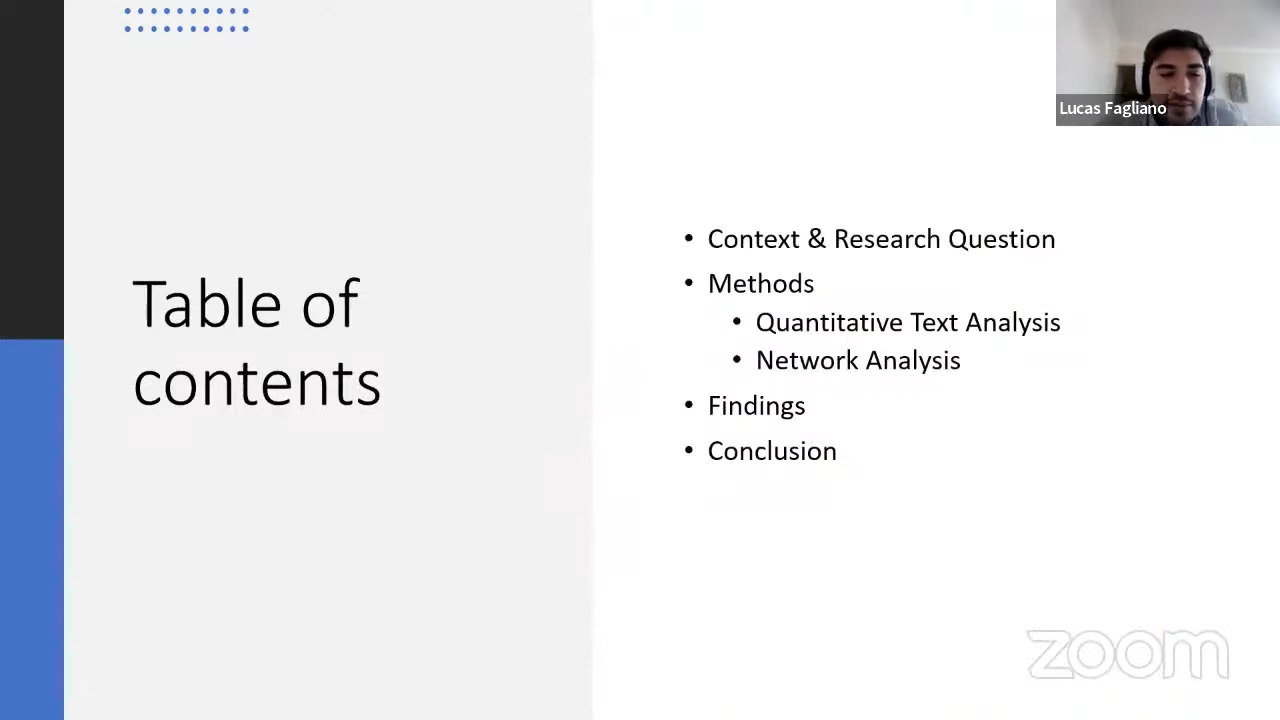 Lucas Fagliano
Table of
contents
• Context & Research Question
• Methods
• Quantitative Text Analysis
• Network Analysis
• Findings
• Conclusion
zoom